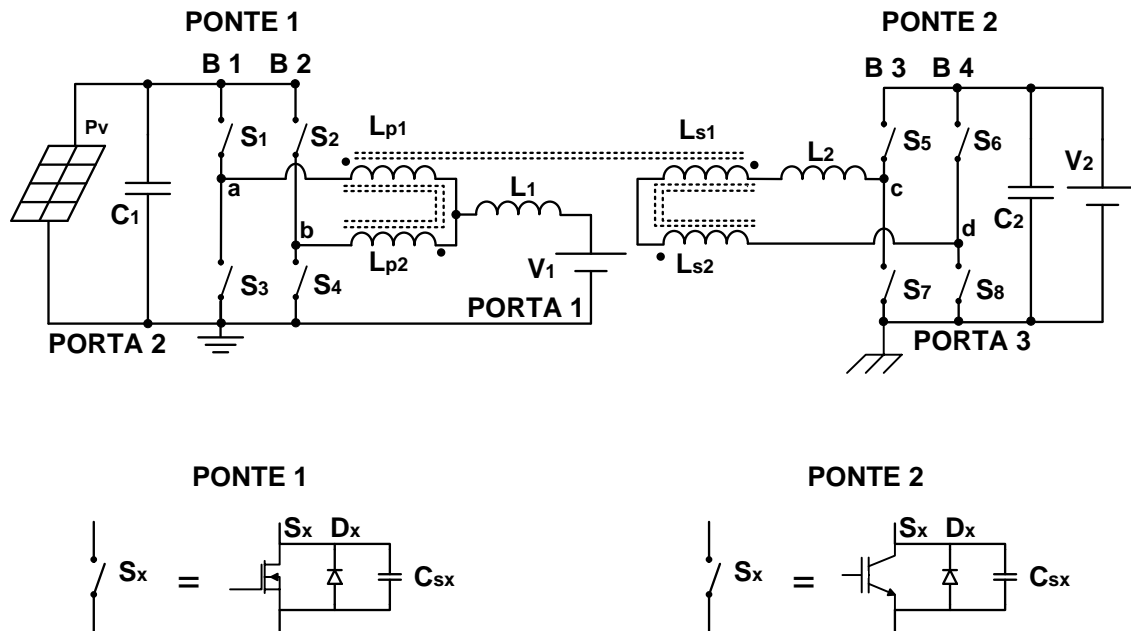 PONTE 1
PONTE 2
B 1 B 2
B 3 B 4
Pv
S1 S2
Lp1
Ls1
L2
S5 S6
V2
a
L1
c
C1
b
d
C2
Lp2
V1
Ls2
S3 S4
S7 S8
PORTA 1
PORTA 2
PORTA 3
PONTE 1
PONTE 2
Sx Dx
Sx Dx
Sx = Csx
Sx = Csx